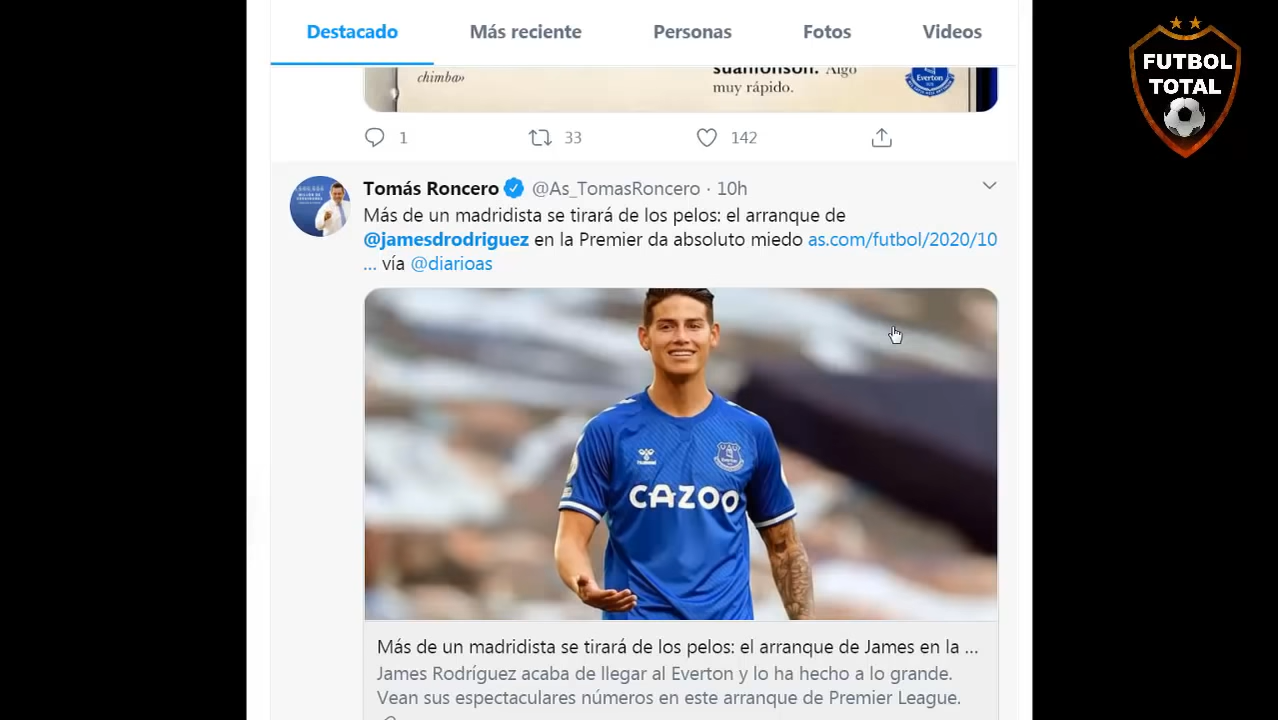 Destacado Más reciente Personas Fotos Videos
FUTBOL
TOTAL
chimba»
suamonson. Algo
muy rápido.
Everton
1 33 142
Tomás Roncero @As_TomasRoncero · 10h
Más de un madridista se tirará de los pelos: el arranque de
@jamesdrodriguez en la Premier da absoluto miedo as.com/futbol/2020/10
… vía @diarioas
hummel
Everton
CAZOO
Más de un madridista se tirará de los pelos: el arranque de James en la ...
James Rodríguez acaba de llegar al Everton y lo ha hecho a lo grande.
Vean sus espectaculares números en este arranque de Premier League.